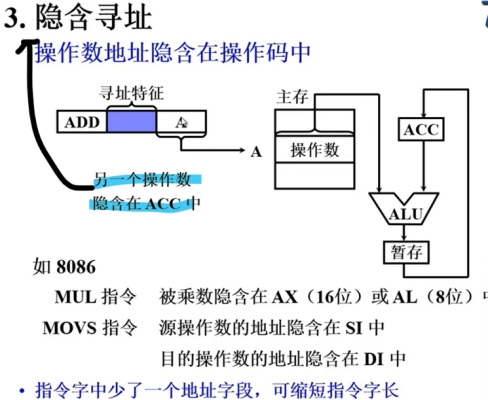 3. 隐含寻址
操作数地址隐含在操作码中
寻址特征
主存
ADD
A
A
操作数
ACC
另一个操作数
隐含在 ACC 中
ALU
暂存
如 8086
MUL 指令 被乘数隐含在 AX（16位）或 AL（8位）
MOVS 指令 源操作数的地址隐含在 SI 中
目的操作数的地址隐含在 DI 中
• 指令字中少了一个地址字段，可缩短指令字长